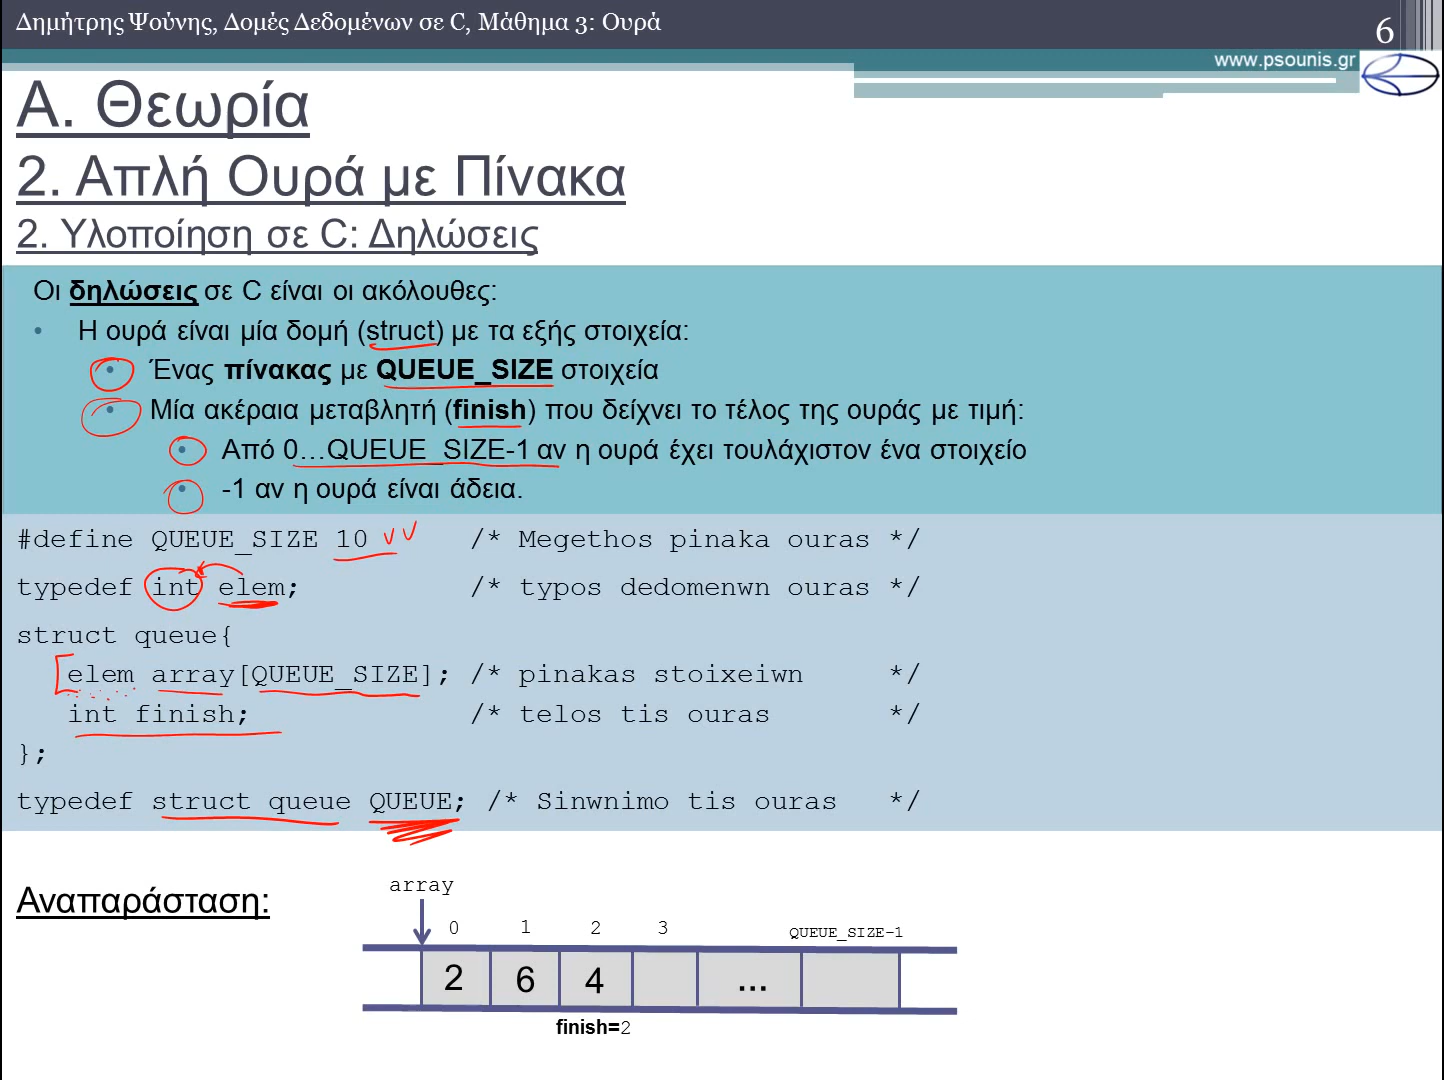 Δημήτρης Ψούνης, Δομές Δεδομένων σε C, Μάθημα 3: Ουρά
6
www.psounis.gr
Α. Θεωρία
2. Απλή Ουρά με Πίνακα
2. Υλοποίηση σε C: Δηλώσεις
Οι δηλώσεις σε C είναι οι ακόλουθες:
• Η ουρά είναι μία δομή (struct) με τα εξής στοιχεία:
• Ένας πίνακας με QUEUE_SIZE στοιχεία
• Μία ακέραια μεταβλητή (finish) που δείχνει το τέλος της ουράς με τιμή:
• Από 0…QUEUE_SIZE-1 αν η ουρά έχει τουλάχιστον ένα στοιχείο
• -1 αν η ουρά είναι άδεια.
#define QUEUE_SIZE 10 /* Megethos pinaka ouras */
typedef int elem; /* typos dedomenwn ouras */
struct queue{
elem array[QUEUE_SIZE]; /* pinakas stoixeiwn */
int finish; /* telos tis ouras */
};
typedef struct queue QUEUE; /* Sinwnimo tis ouras */
Αναπαράσταση:
array
0 1 2 3 QUEUE_SIZE-1
2 6 4 ...
finish=2